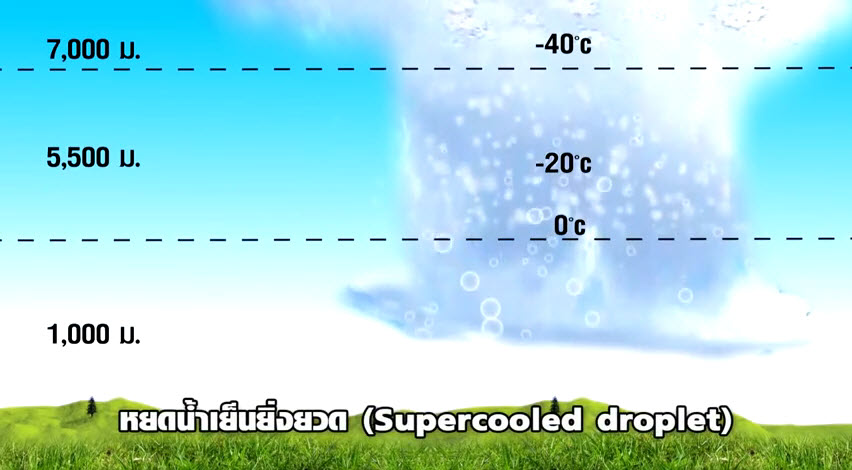 7,000 ม. -40°c
5,500 ม. -20°c
0°c
1,000 ม.
หยดน้ำเย็นยิ่งยวด (Supercooled droplet)